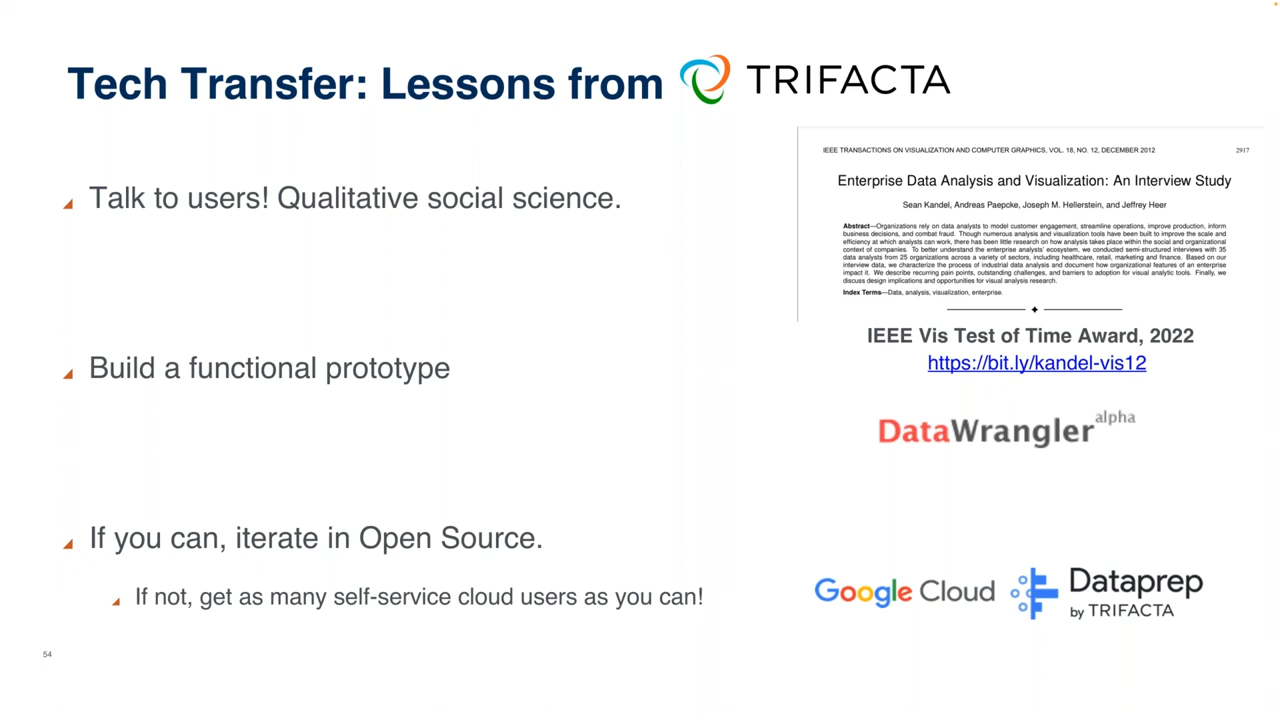 Tech Transfer: Lessons from TRIFACTA
Talk to users! Qualitative social science.
IEEE TRANSACTIONS ON VISUALIZATION AND COMPUTER GRAPHICS, VOL. 18, NO. 12, DECEMBER 2012 2917
Enterprise Data Analysis and Visualization: An Interview Study
Sean Kandel, Andreas Paepcke, Joseph M. Hellerstein, and Jeffrey Heer
Abstract—Organizations rely on data analysts to model customer engagement, streamline operations, improve production, inform
business decisions, and combat fraud. Though numerous analysis and visualization tools have been built to improve the scale and
efficiency at which analysts can work, there has been little research on how analysis takes place within the social and organizational
context of companies. To better understand the enterprise analysts' ecosystem, we conducted semi-structured interviews with 35
data analysts from 25 organizations across a variety of sectors, including healthcare, retail, marketing and finance. Based on our
interview data, we characterize the process of industrial data analysis and document how organizational features of an enterprise
impact it. We describe recurring pain points, outstanding challenges, and barriers to adoption for visual analytic tools. Finally, we
discuss design implications and opportunities for visual analysis research.
Index Terms—Data, analysis, visualization, enterprise.
IEEE Vis Test of Time Award, 2022
https://bit.ly/kandel-vis12
Build a functional prototype
DataWrangler alpha
If you can, iterate in Open Source.
If not, get as many self-service cloud users as you can!
Google Cloud
Dataprep
by TRIFACTA
54